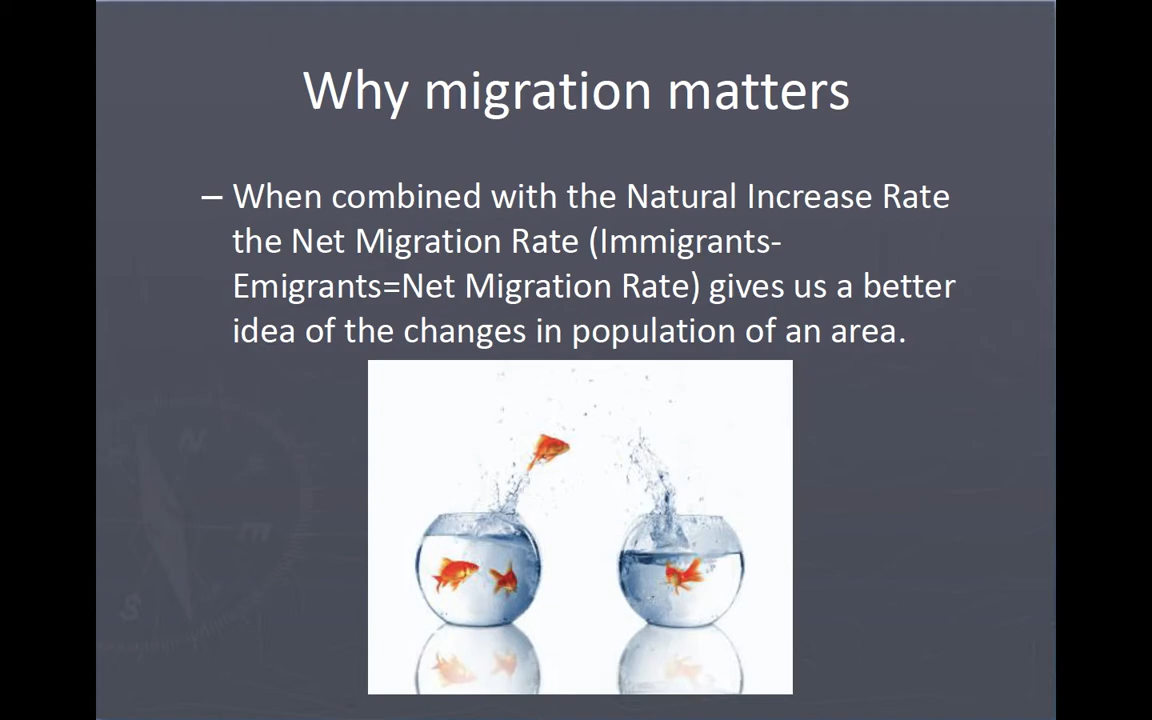 Why migration matters
– When combined with the Natural Increase Rate
the Net Migration Rate (Immigrants-
Emigrants=Net Migration Rate) gives us a better
idea of the changes in population of an area.
N
E
S